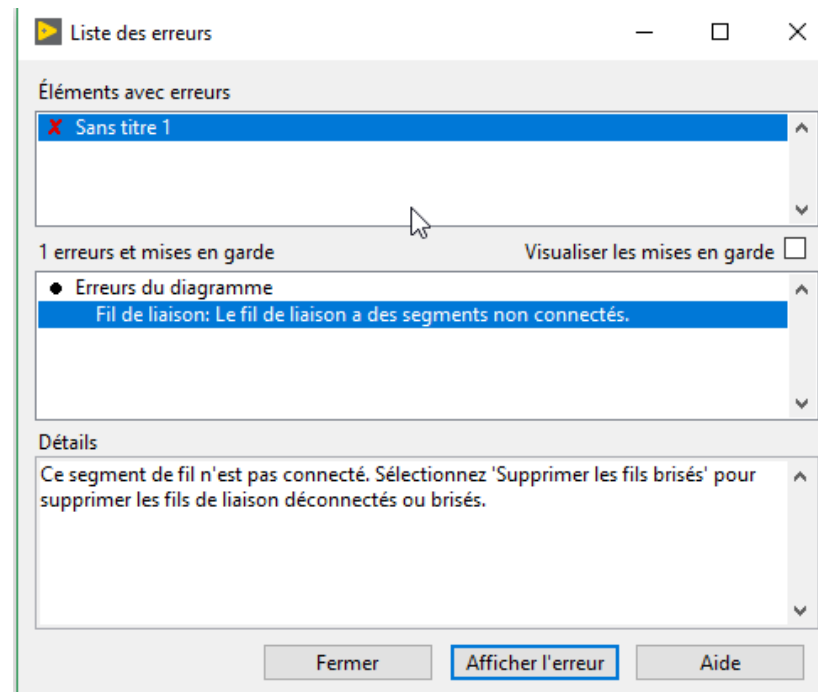 Liste des erreurs
Éléments avec erreurs
Sans titre 1
1 erreurs et mises en garde
Visualiser les mises en garde
Erreurs du diagramme
Fil de liaison: Le fil de liaison a des segments non connectés.
Détails
Ce segment de fil n'est pas connecté. Sélectionnez 'Supprimer les fils brisés' pour
supprimer les fils de liaison déconnectés ou brisés.
Fermer
Afficher l'erreur
Aide